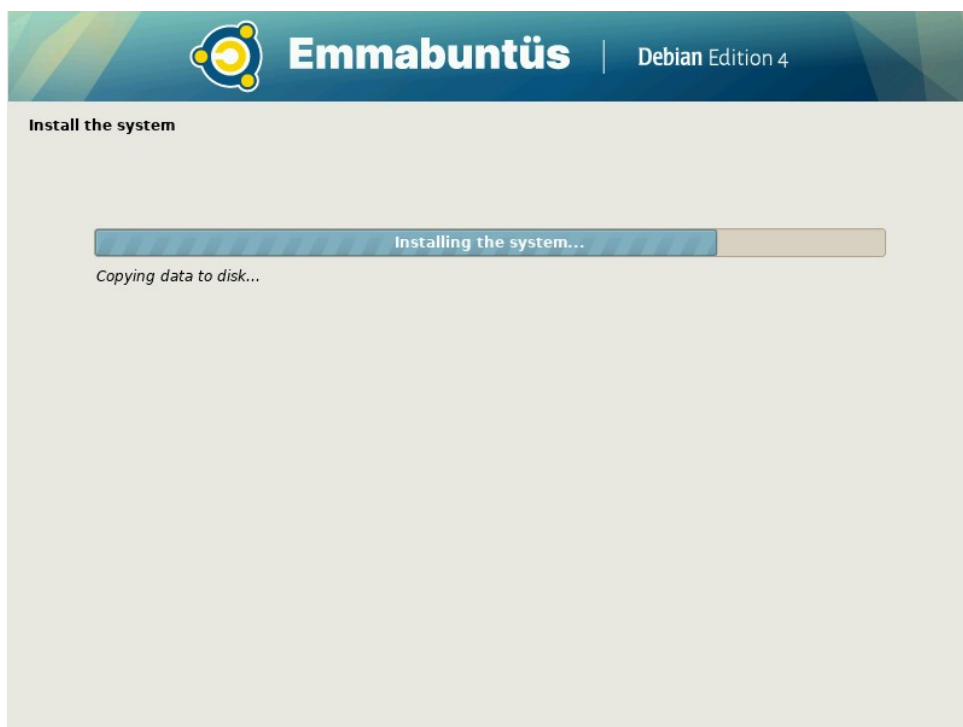 Emmabuntüs | Debian Edition 4
Install the system
Installing the system...
Copying data to disk...